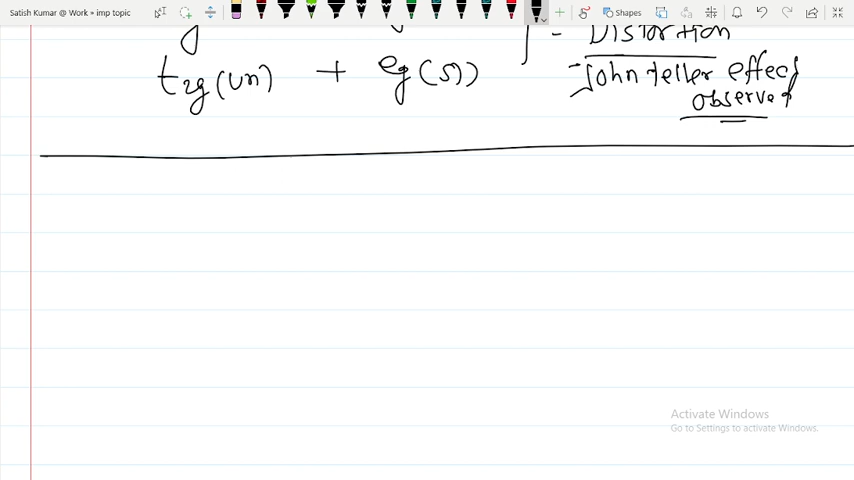 Satish Kumar @ Work » imp topic
Shapes
- Distortion
t2g(Un) + eg(S))
- John teller effect
observed
Activate Windows
Go to Settings to activate Windows.